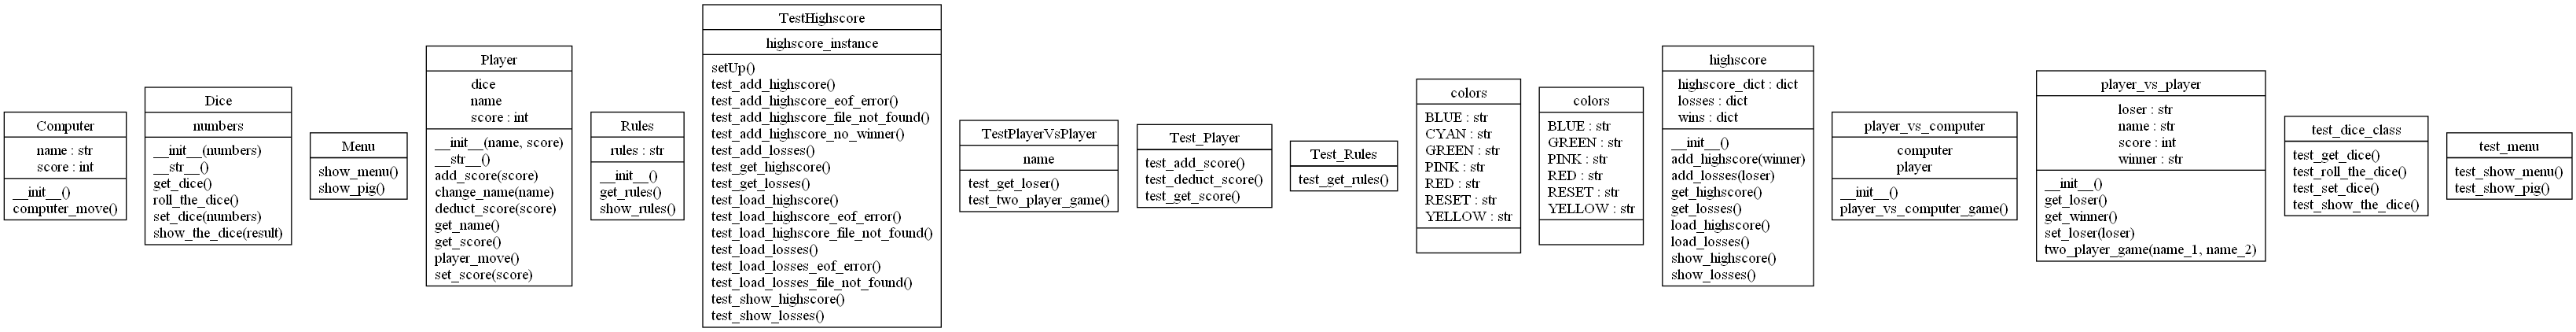 Computer
name : str
score : int
__init__()
computer_move()
Dice
numbers
__init__(numbers)
__str__()
get_dice()
roll_the_dice()
set_dice(numbers)
show_the_dice(result)
Menu
show_menu()
show_pig()
Player
dice
name
score : int
__init__(name, score)
__str__()
add_score(score)
change_name(name)
deduct_score(score)
get_name()
get_score()
player_move()
set_score(score)
Rules
rules : str
__init__()
get_rules()
show_rules()
TestHighscore
highscore_instance
setUp()
test_add_highscore()
test_add_highscore_eof_error()
test_add_highscore_file_not_found()
test_add_highscore_no_winner()
test_add_losses()
test_get_highscore()
test_get_losses()
test_load_highscore()
test_load_highscore_eof_error()
test_load_highscore_file_not_found()
test_load_losses()
test_load_losses_eof_error()
test_load_losses_file_not_found()
test_show_highscore()
test_show_losses()
TestPlayerVsPlayer
name
test_get_loser()
test_two_player_game()
Test_Player
test_add_score()
test_deduct_score()
test_get_score()
Test_Rules
test_get_rules()
colors
BLUE : str
CYAN : str
GREEN : str
PINK : str
RED : str
RESET : str
YELLOW : str
colors
BLUE : str
GREEN : str
PINK : str
RED : str
RESET : str
YELLOW : str
highscore
highscore_dict : dict
losses : dict
wins : dict
__init__()
add_highscore(winner)
add_losses(loser)
get_highscore()
get_losses()
load_highscore()
load_losses()
show_highscore()
show_losses()
player_vs_computer
computer
player
__init__()
player_vs_computer_game()
player_vs_player
loser : str
name : str
score : int
winner : str
__init__()
get_loser()
get_winner()
set_loser(loser)
two_player_game(name_1, name_2)
test_dice_class
test_get_dice()
test_roll_the_dice()
test_set_dice()
test_show_the_dice()
test_menu
test_show_menu()
test_show_pig()